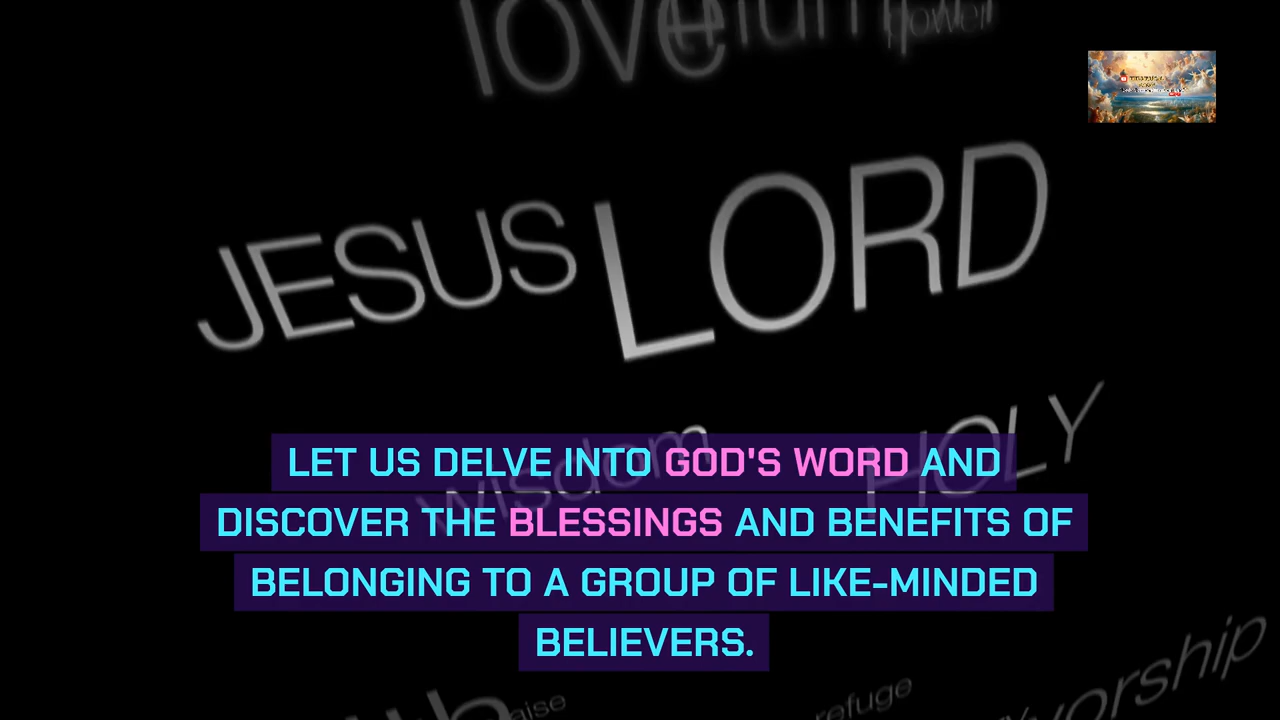 love
power
JESUS LORD
wisdom HOLY
LET US DELVE INTO GOD'S WORD AND
DISCOVER THE BLESSINGS AND BENEFITS OF
BELONGING TO A GROUP OF LIKE-MINDED
BELIEVERS.
refuge
worship